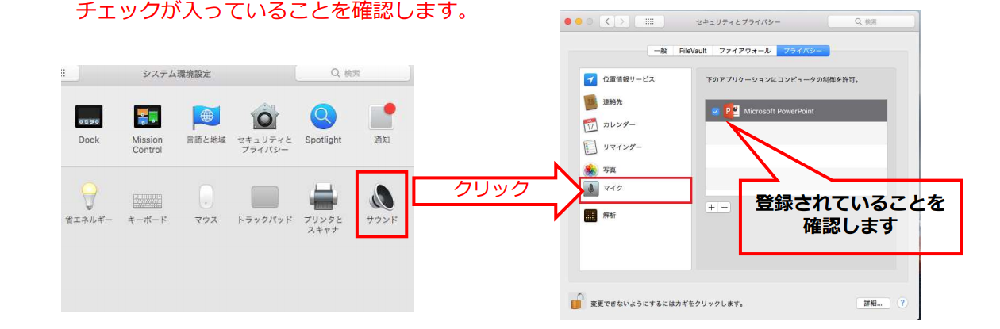 チェックが入っていることを確認します。
システム環境設定
検索
Dock
Mission
Control
言語と地域
セキュリティと
プライバシー
Spotlight
通知
省エネルギー
キーボード
マウス
トラックパッド
プリンタと
スキャナ
サウンド
クリック
セキュリティとプライバシー
検索
一般
FileVault
ファイアウォール
プライバシー
位置情報サービス
連絡先
カレンダー
リマインダー
写真
マイク
解析
下のアプリケーションにコンピュータの制御を許可。
Microsoft PowerPoint
登録されていることを
確認します
変更できないようにするにはカギをクリックします。
詳細...
?